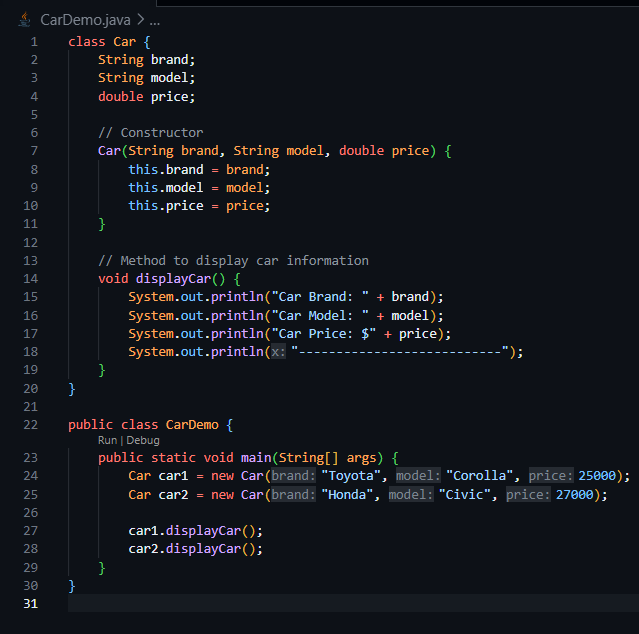 CarDemo.java > ...
1 class Car {
2     String brand;
3     String model;
4     double price;
5
6     // Constructor
7     Car(String brand, String model, double price) {
8         this.brand = brand;
9         this.model = model;
10         this.price = price;
11     }
12
13     // Method to display car information
14     void displayCar() {
15         System.out.println("Car Brand: " + brand);
16         System.out.println("Car Model: " + model);
17         System.out.println("Car Price: $" + price);
18         System.out.println(x: "---------------------------");
19     }
20 }
21
22 public class CarDemo {
Run | Debug
23     public static void main(String[] args) {
24         Car car1 = new Car(brand: "Toyota", model: "Corolla", price: 25000);
25         Car car2 = new Car(brand: "Honda", model: "Civic", price: 27000);
26
27         car1.displayCar();
28         car2.displayCar();
29     }
30 }
31